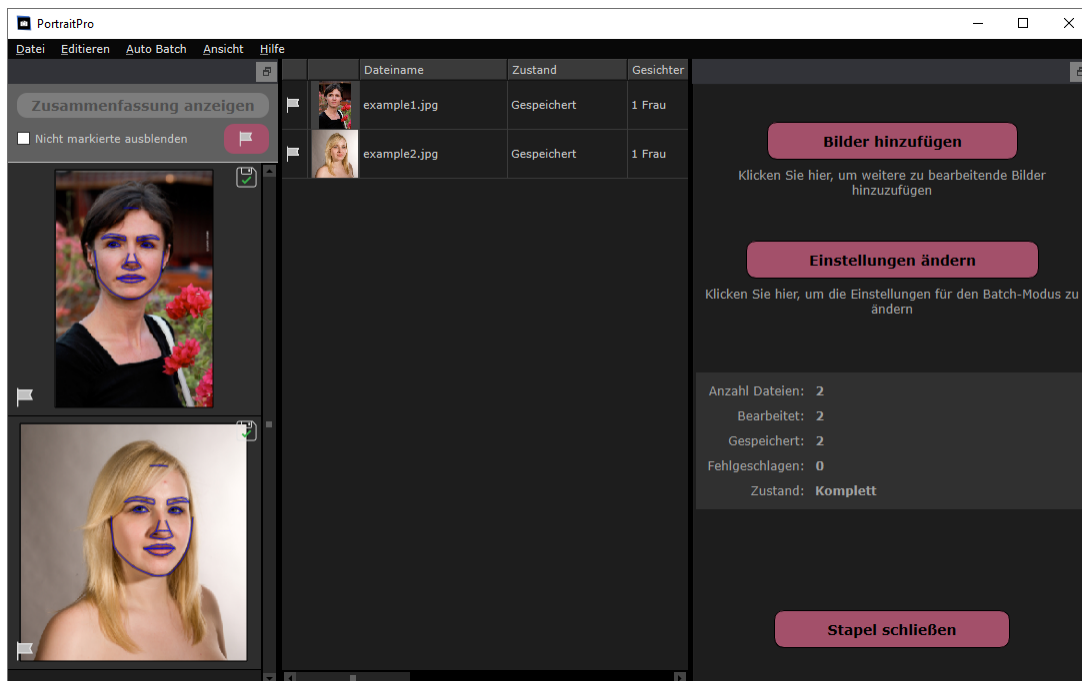 PortraitPro
Datei Editieren Auto Batch Ansicht Hilfe
Zusammenfassung anzeigen
Nicht markierte ausblenden
Dateiname Zustand Gesichter
example1.jpg Gespeichert 1 Frau
example2.jpg Gespeichert 1 Frau
Bilder hinzufügen
Klicken Sie hier, um weitere zu bearbeitende Bilder
hinzuzufügen
Einstellungen ändern
Klicken Sie hier, um die Einstellungen für den Batch-Modus zu
ändern
Anzahl Dateien: 2
Bearbeitet: 2
Gespeichert: 2
Fehlgeschlagen: 0
Zustand: Komplett
Stapel schließen